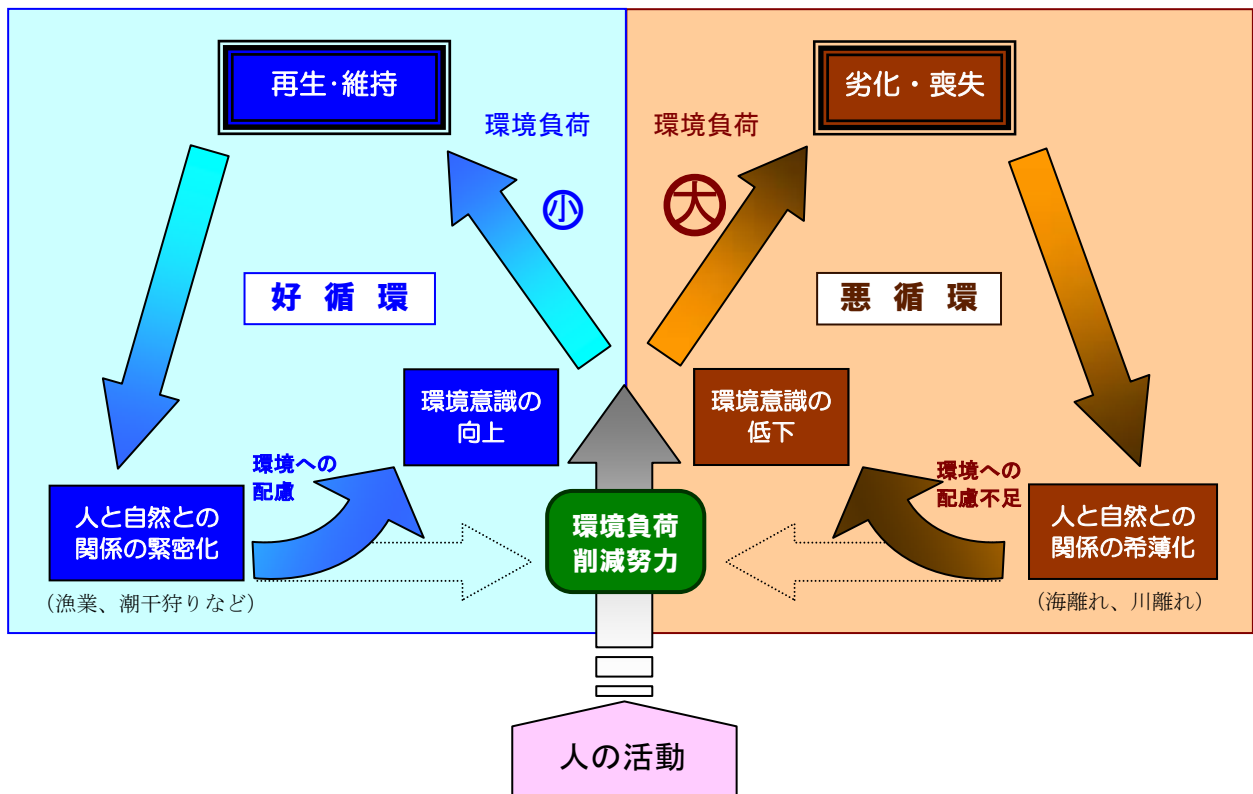 再生・維持
劣化・喪失
環境負荷
環境負荷
小
大
好循環
悪循環
環境意識の
向上
環境意識の
低下
環境への
配慮
環境への
配慮不足
人と自然との
関係の緊密化
環境負荷
削減努力
人と自然との
関係の希薄化
（漁業、潮干狩りなど）
（海離れ、川離れ）
人の活動